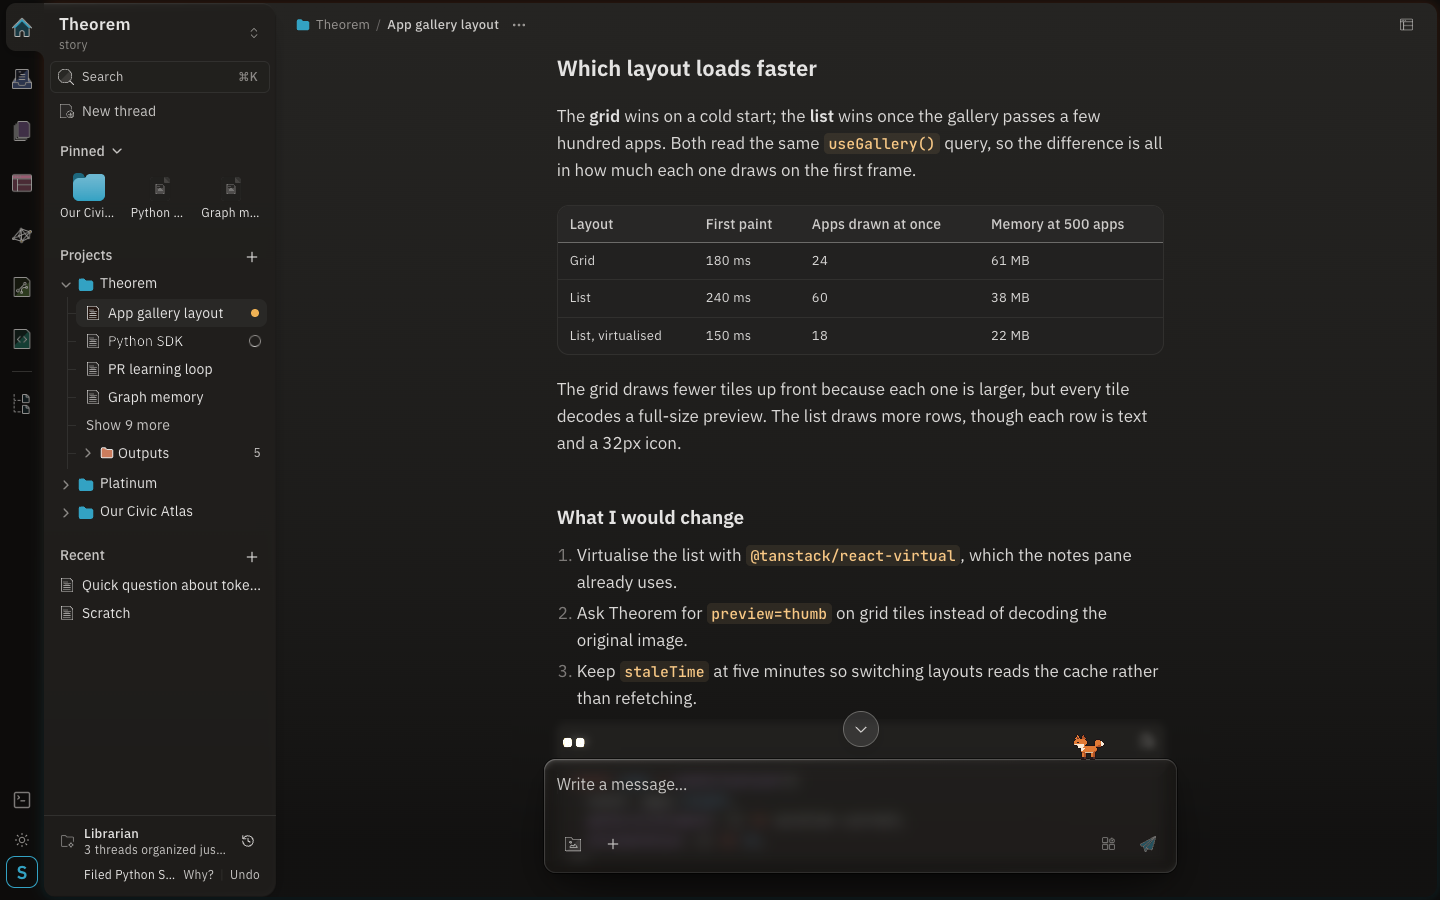 Theorem
story
Search ⌘K
New thread
Pinned
Our Civi... Python ... Graph m...
Projects
Theorem
App gallery layout
Python SDK
PR learning loop
Graph memory
Show 9 more
Outputs 5
Platinum
Our Civic Atlas
Recent
Quick question about toke...
Scratch
Librarian
3 threads organized jus...
Filed Python S... Why? Undo
S
Theorem / App gallery layout ...
Which layout loads faster
The grid wins on a cold start; the list wins once the gallery passes a few
hundred apps. Both read the same useGallery() query, so the difference is all
in how much each one draws on the first frame.
Layout First paint Apps drawn at once Memory at 500 apps
Grid 180 ms 24 61 MB
List 240 ms 60 38 MB
List, virtualised 150 ms 18 22 MB
The grid draws fewer tiles up front because each one is larger, but every tile
decodes a full-size preview. The list draws more rows, though each row is text
and a 32px icon.
What I would change
1. Virtualise the list with @tanstack/react-virtual, which the notes pane
already uses.
2. Ask Theorem for preview=thumb on grid tiles instead of decoding the
original image.
3. Keep staleTime at five minutes so switching layouts reads the cache rather
than refetching.
Write a message...